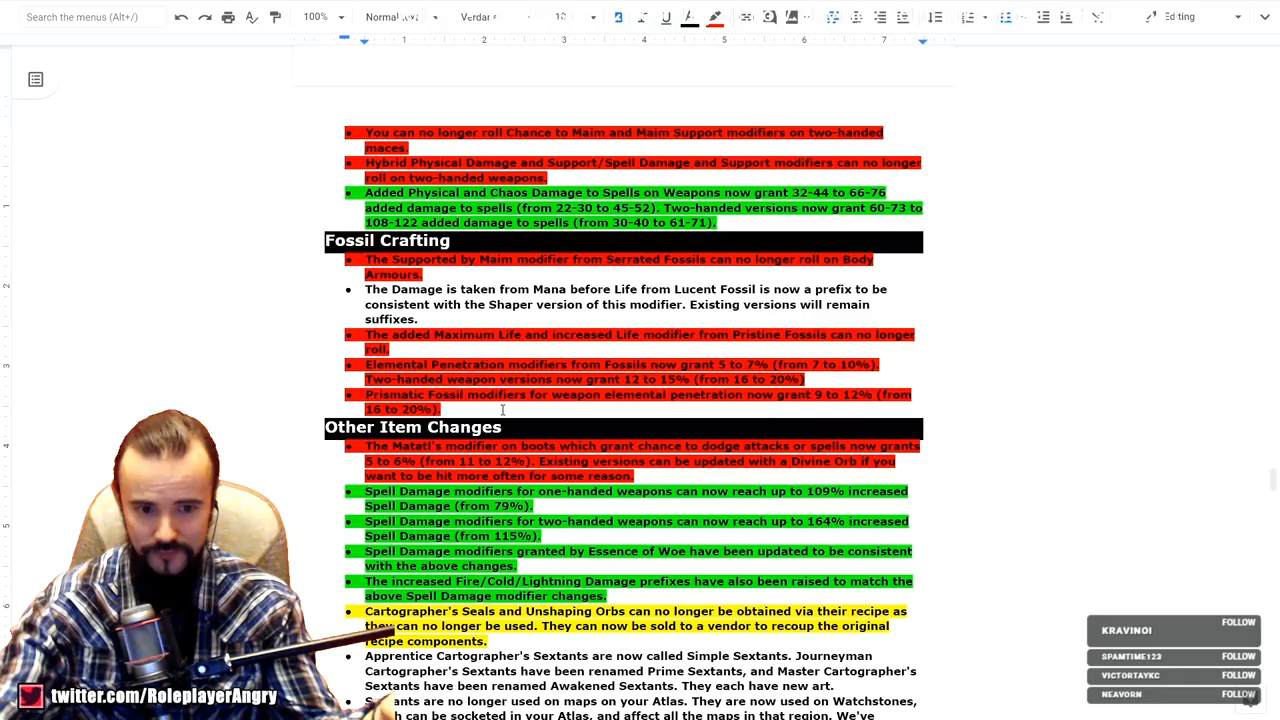 Search the menus (Alt+/)
100%
Normal text
10
Editing
1 2 3 4 5 6 7
You can no longer roll Chance to Maim and Maim Support modifiers on two-handed
maces.
Hybrid Physical Damage and Support/Spell Damage and Support modifiers can no longer
roll on two-handed weapons.
Added Physical and Chaos Damage to Spells on Weapons now grant 32-44 to 66-76
added damage to spells (from 22-30 to 45-52). Two-handed versions now grant 60-73 to
108-122 added damage to spells (from 30-40 to 61-71).
Fossil Crafting
The Supported by Maim modifier from Serrated Fossils can no longer roll on Body
Armours.
The Damage is taken from Mana before Life from Lucent Fossil is now a prefix to be
consistent with the Shaper version of this modifier. Existing versions will remain
suffixes.
The added Maximum Life and increased Life modifier from Pristine Fossils can no longer
roll.
Elemental Penetration modifiers from Fossils now grant 5 to 7% (from 7 to 10%).
Two-handed weapon versions now grant 12 to 15% (from 16 to 20%)
Prismatic Fossil modifiers for weapon elemental penetration now grant 9 to 12% (from
16 to 20%).
Other Item Changes
The Matatl's modifier on boots which grant chance to dodge attacks or spells now grants
5 to 6% (from 11 to 12%). Existing versions can be updated with a Divine Orb if you
want to be hit more often for some reason.
Spell Damage modifiers for one-handed weapons can now reach up to 109% increased
Spell Damage (from 79%).
Spell Damage modifiers for two-handed weapons can now reach up to 164% increased
Spell Damage (from 115%).
Spell Damage modifiers granted by Essence of Woe have been updated to be consistent
with the above changes.
The increased Fire/Cold/Lightning Damage prefixes have also been raised to match the
above Spell Damage modifier changes.
Cartographer's Seals and Unshaping Orbs can no longer be obtained via their recipe as
they can no longer be used. They can now be sold to a vendor to recoup the original
recipe components.
Apprentice Cartographer's Sextants are now called Simple Sextants. Journeyman
Cartographer's Sextants have been renamed Prime Sextants, and Master Cartographer's
Sextants have been renamed Awakened Sextants. They each have new art.
are no longer used on maps on your Atlas. They are now used on Watchstones,
can be socketed in your Atlas, and affect all the maps in that region. We've
twitter.com/RoleplayerAngry
KRAVINOI FOLLOW
SPAMTIME123 FOLLOW
VICTORTAYKC FOLLOW
NEAVORN FOLLOW